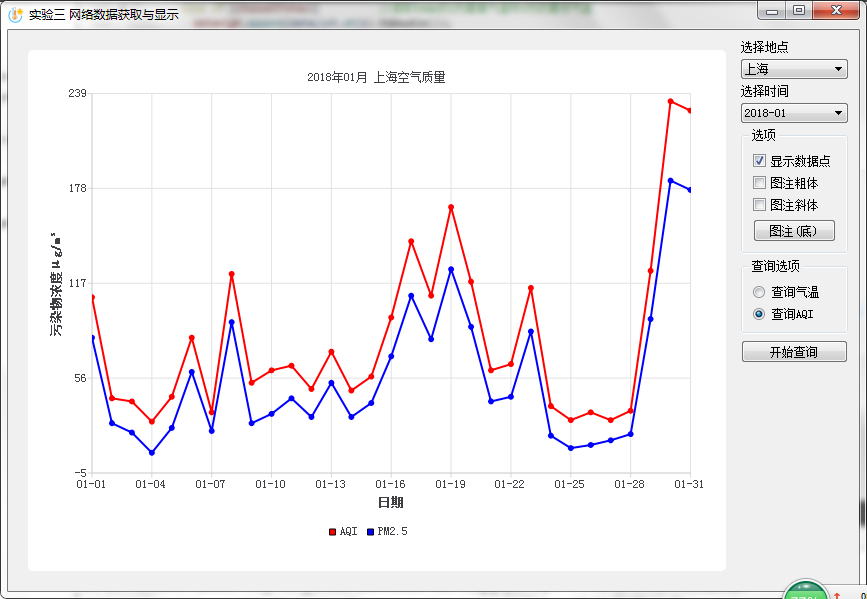 实验三 网络数据获取与显示
2018年01月 上海空气质量
239
178
117
56
-5
污染物浓度 μg/m³
01-01 01-04 01-07 01-10 01-13 01-16 01-19 01-22 01-25 01-28 01-31
日期
AQI PM2.5
选择地点
上海
选择时间
2018-01
选项
显示数据点
图注粗体
图注斜体
图注(底)
查询选项
查询气温
查询AQI
开始查询